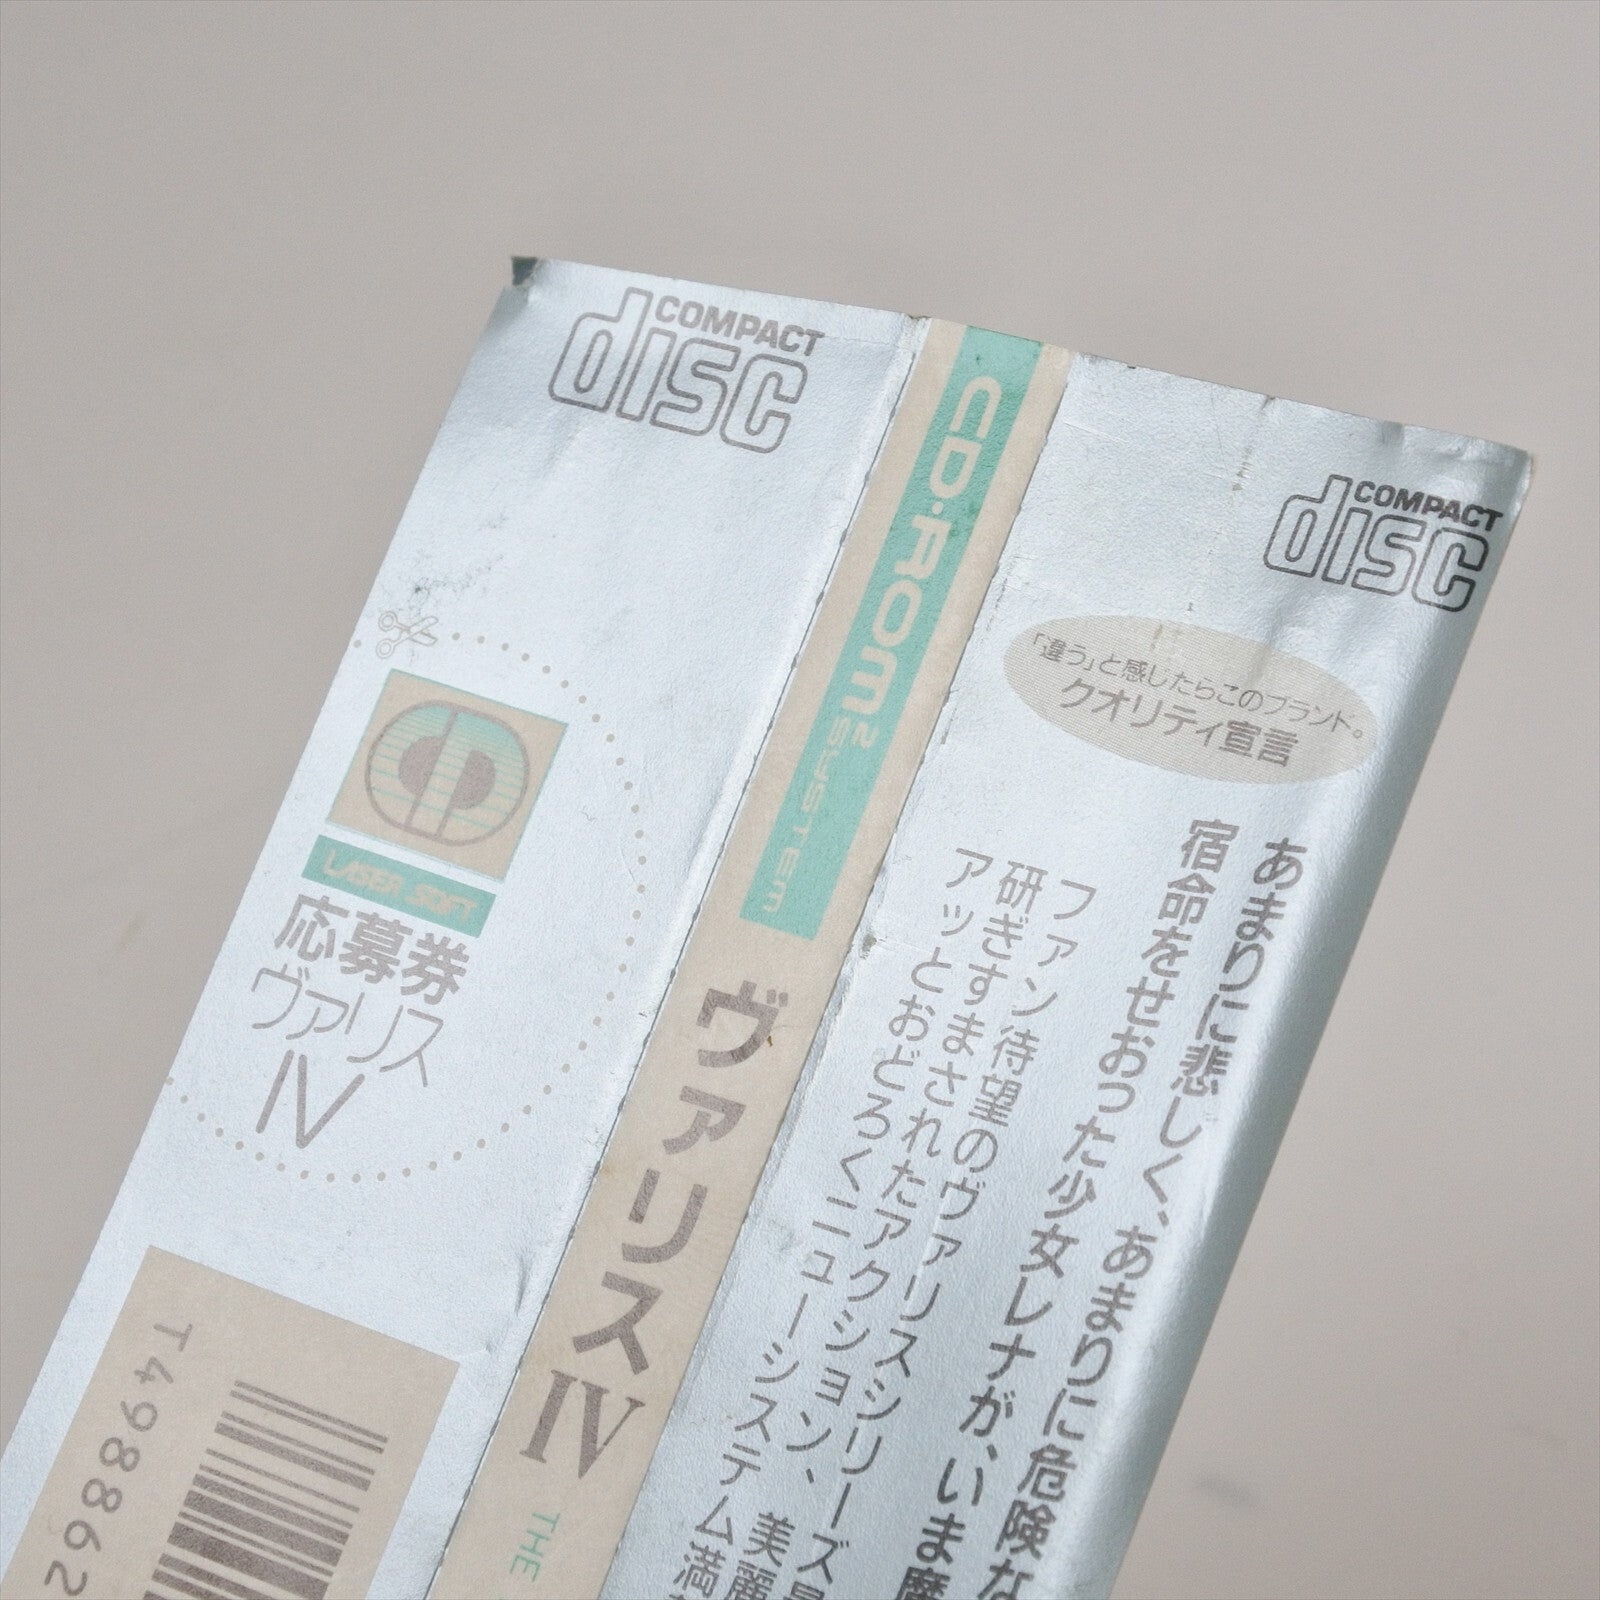 COMPACT
disc
LASER SOFT
応募券
ヴァリス
IV
T498862
CD-ROM² SYSTEM
ヴァリスIV
THE
COMPACT
disc
「違う」と感じたらこのブランド。
クオリティ宣言
あまりに悲しく、あまりに危険な
宿命をせおった少女レナが、いま魔
ファン待望のヴァリスシリーズ最
研ぎすまされたアクション、美麗
アッとおどろくニューシステム満